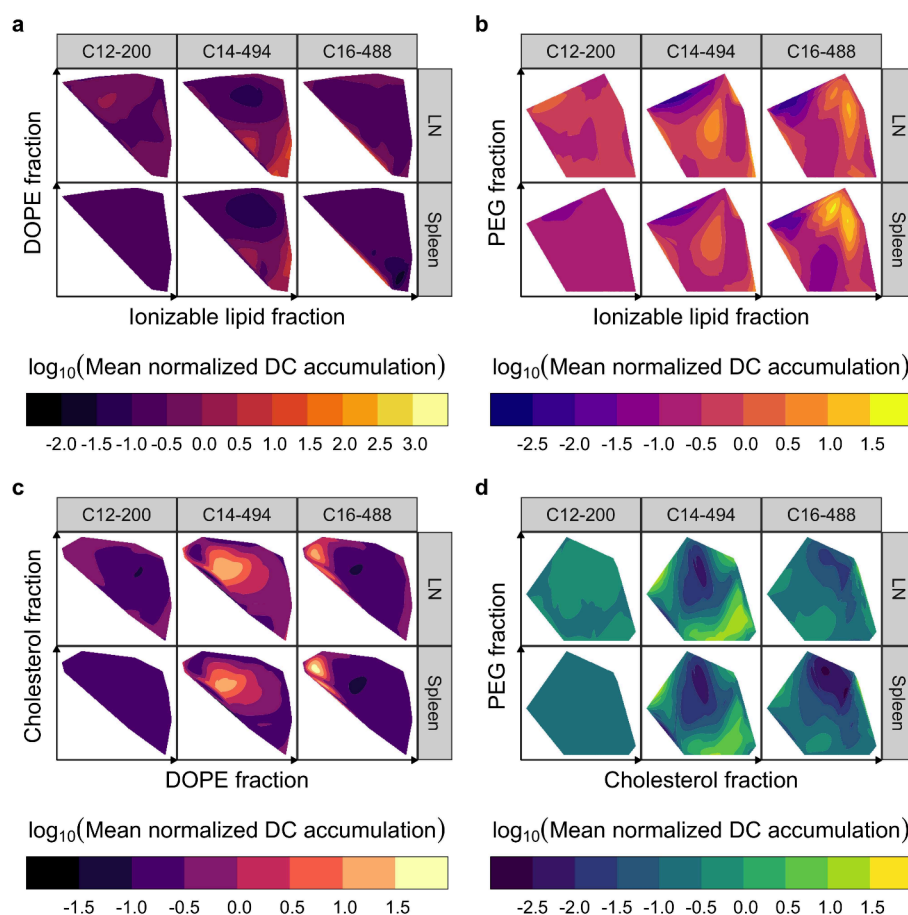 a
C12-200 C14-494 C16-488
DOPE fraction
LN
Spleen
Ionizable lipid fraction
log10(Mean normalized DC accumulation)
-2.0 -1.5 -1.0 -0.5 0.0 0.5 1.0 1.5 2.0 2.5 3.0
b
C12-200 C14-494 C16-488
PEG fraction
LN
Spleen
Ionizable lipid fraction
log10(Mean normalized DC accumulation)
-2.5 -2.0 -1.5 -1.0 -0.5 0.0 0.5 1.0 1.5
c
C12-200 C14-494 C16-488
Cholesterol fraction
LN
Spleen
DOPE fraction
log10(Mean normalized DC accumulation)
-1.5 -1.0 -0.5 0.0 0.5 1.0 1.5
d
C12-200 C14-494 C16-488
PEG fraction
LN
Spleen
Cholesterol fraction
log10(Mean normalized DC accumulation)
-2.5 -2.0 -1.5 -1.0 -0.5 0.0 0.5 1.0 1.5